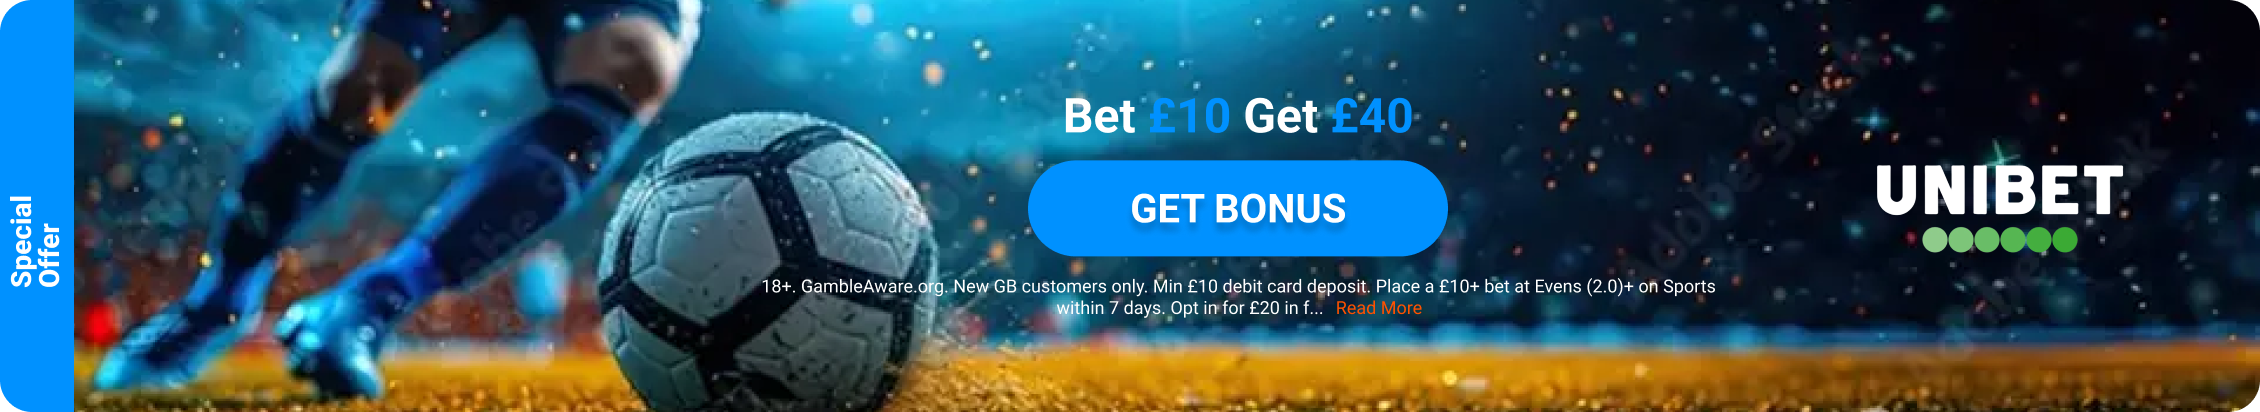 Special
Offer
Bet £10 Get £40
GET BONUS
18+. GambleAware.org. New GB customers only. Min £10 debit card deposit. Place a £10+ bet at Evens (2.0)+ on Sports
within 7 days. Opt in for £20 in f... Read More
UNIBET